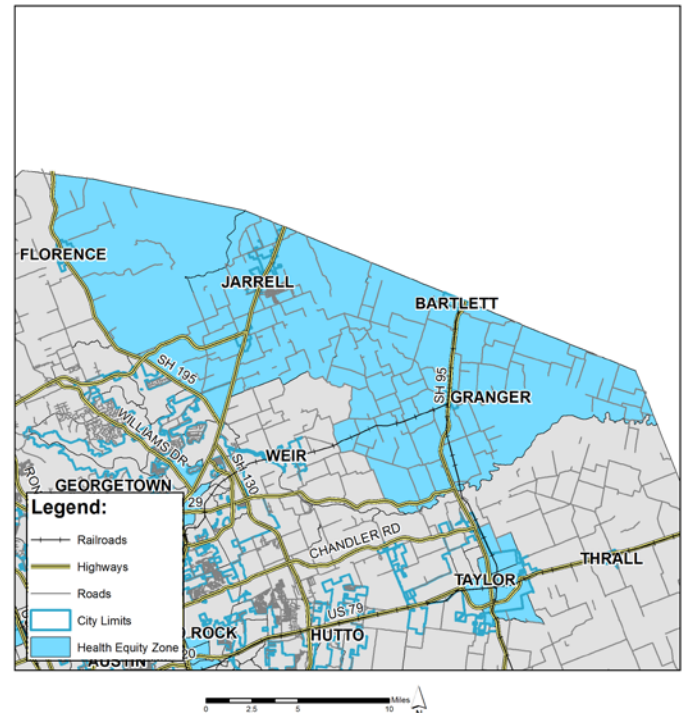 FLORENCE
JARRELL
BARTLETT
SH 195
SH 95
GRANGER
WILLIAMS DR
SH 130
WEIR
GEORGETOWN
29
Legend:
Railroads
Highways
Roads
City Limits
Health Equity Zone
CHANDLER RD
THRALL
TAYLOR
US 79
HUTTO
ROCK
AUSTIN
Miles
0 2.5 5 10
N